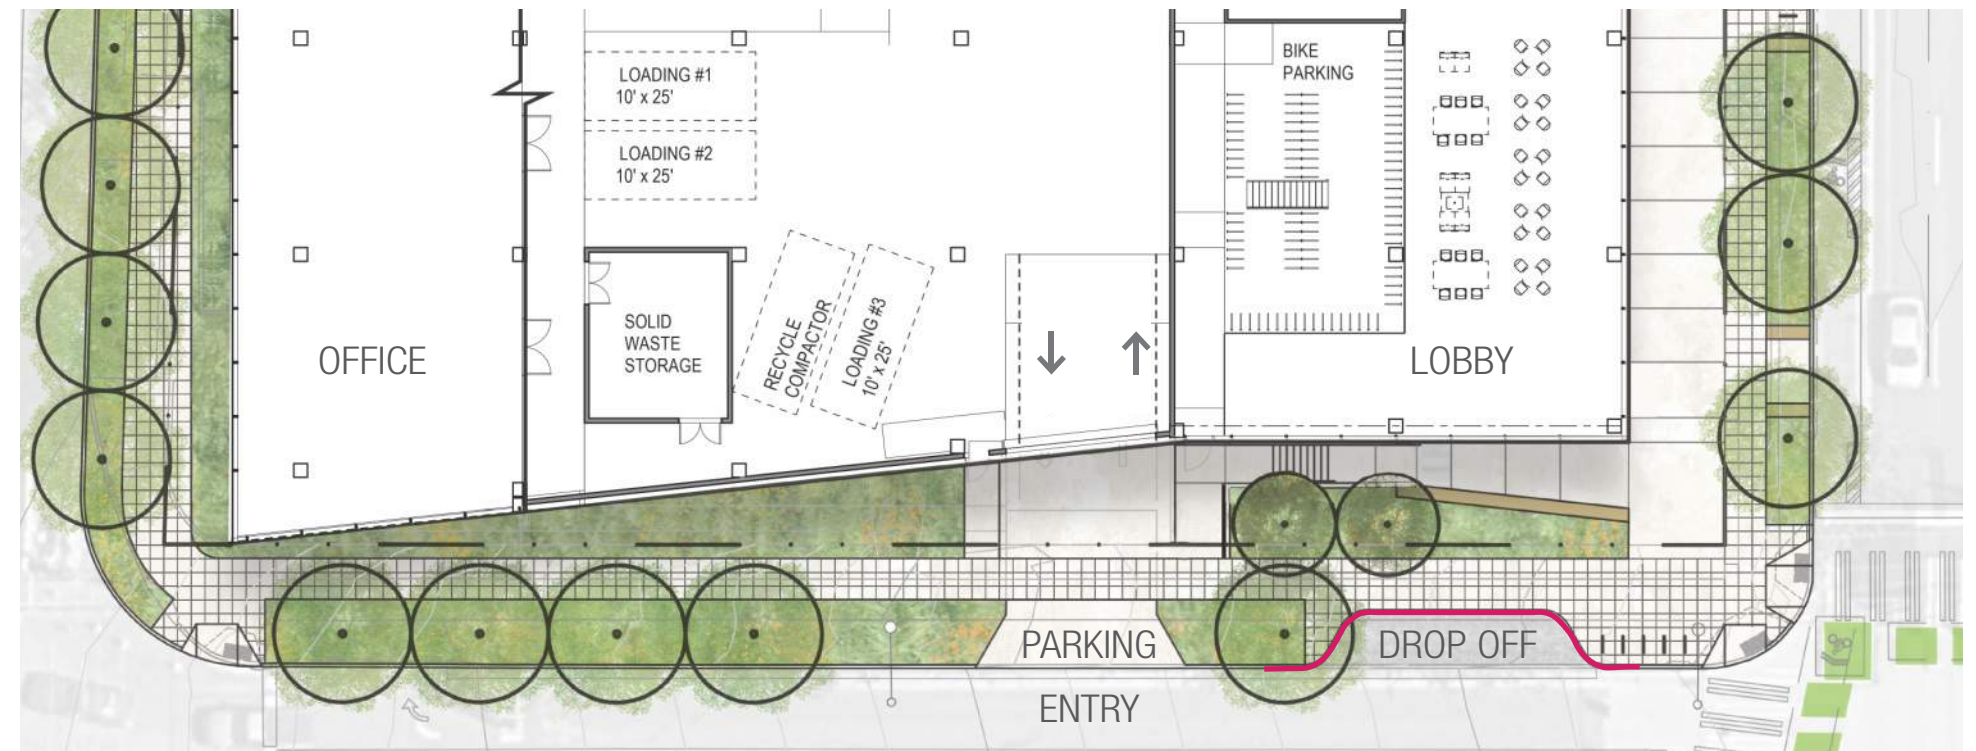 LOADING #1
10' x 25'
LOADING #2
10' x 25'
BIKE
PARKING
SOLID
WASTE
STORAGE
RECYCLE
COMPACTOR
LOADING #3
10' x 25'
OFFICE
LOBBY
PARKING
ENTRY
DROP OFF